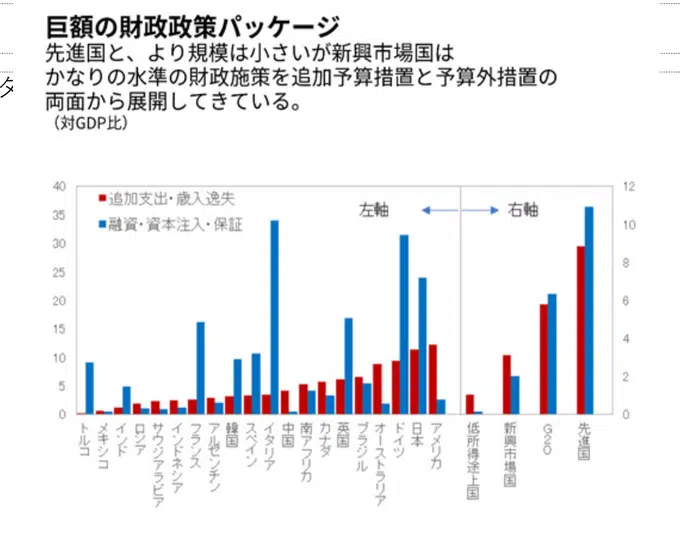 巨額の財政政策パッケージ
先進国と、より規模は小さいが新興市場国は
かなりの水準の財政施策を追加予算措置と予算外措置の
両面から展開してきている。
（対GDP比）
タ
40
35
30
25
20
15
10
5
0
追加支出・歳入逸失
融資・資本注入・保証
左軸
右軸
12
10
8
6
4
2
0
トルコ
メキシコ
インド
ロシア
サウジアラビア
インドネシア
フランス
アルゼンチン
韓国
スペイン
イタリア
中国
南アフリカ
カナダ
英国
ブラジル
オーストラリア
ドイツ
日本
アメリカ
低所得途上国
新興市場国
G20
先進国